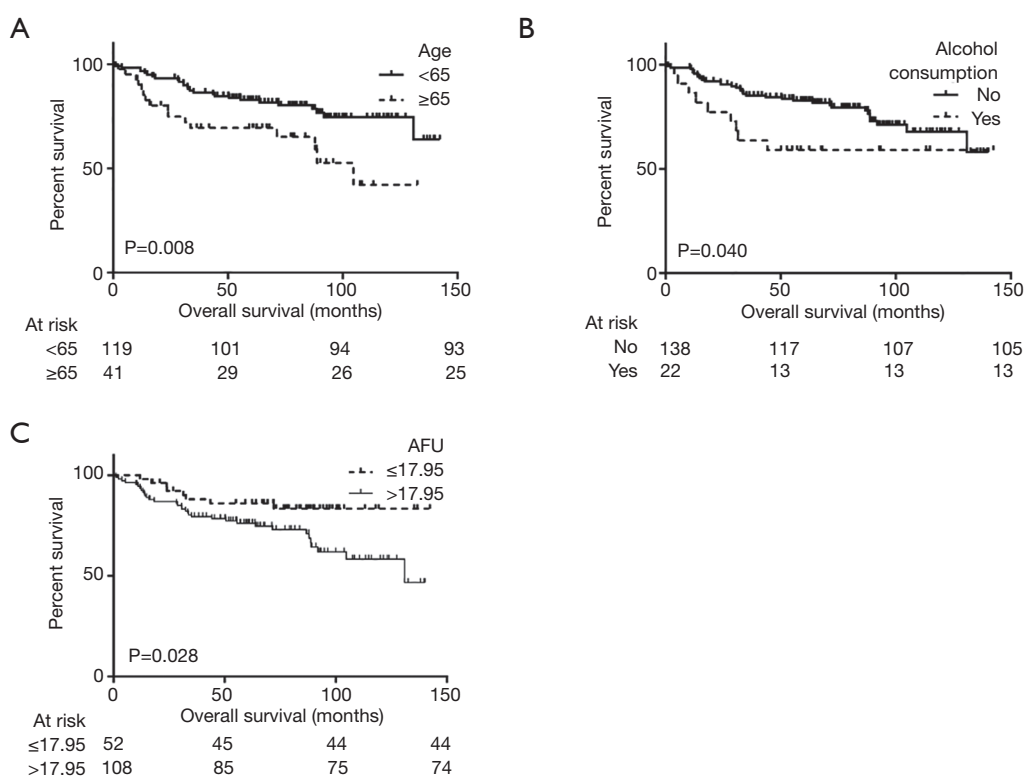 A
Percent survival
100
50
0
Age
<65
≥65
P=0.008
0 50 100 150
Overall survival (months)
At risk
<65 119 101 94 93
≥65 41 29 26 25
B
Percent survival
100
50
0
Alcohol
consumption
No
Yes
P=0.040
0 50 100 150
Overall survival (months)
At risk
No 138 117 107 105
Yes 22 13 13 13
C
Percent survival
100
50
0
AFU
≤17.95
>17.95
P=0.028
0 50 100 150
Overall survival (months)
At risk
≤17.95 52 45 44 44
>17.95 108 85 75 74